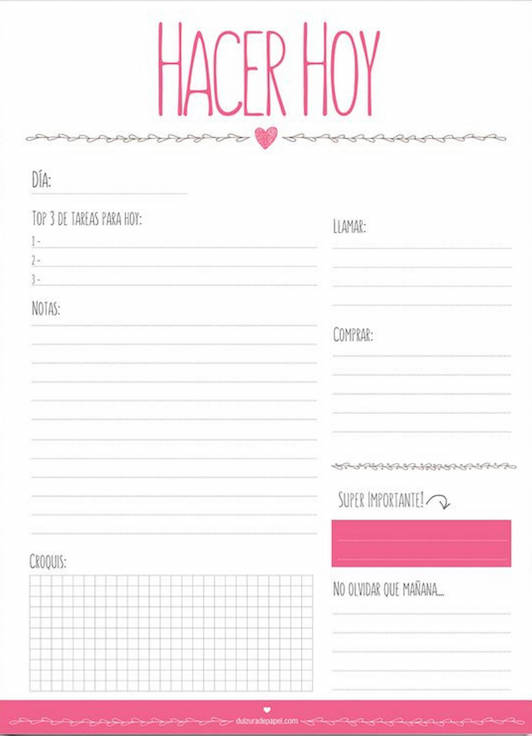 HACER HOY
DÍA:
TOP 3 DE TAREAS PARA HOY:
1 -
2 -
3 -
NOTAS:
CROQUIS:
LLAMAR:
COMPRAR:
SUPER IMPORTANTE!
NO OLVIDAR QUE MAÑANA...
dulzuradepapel.com